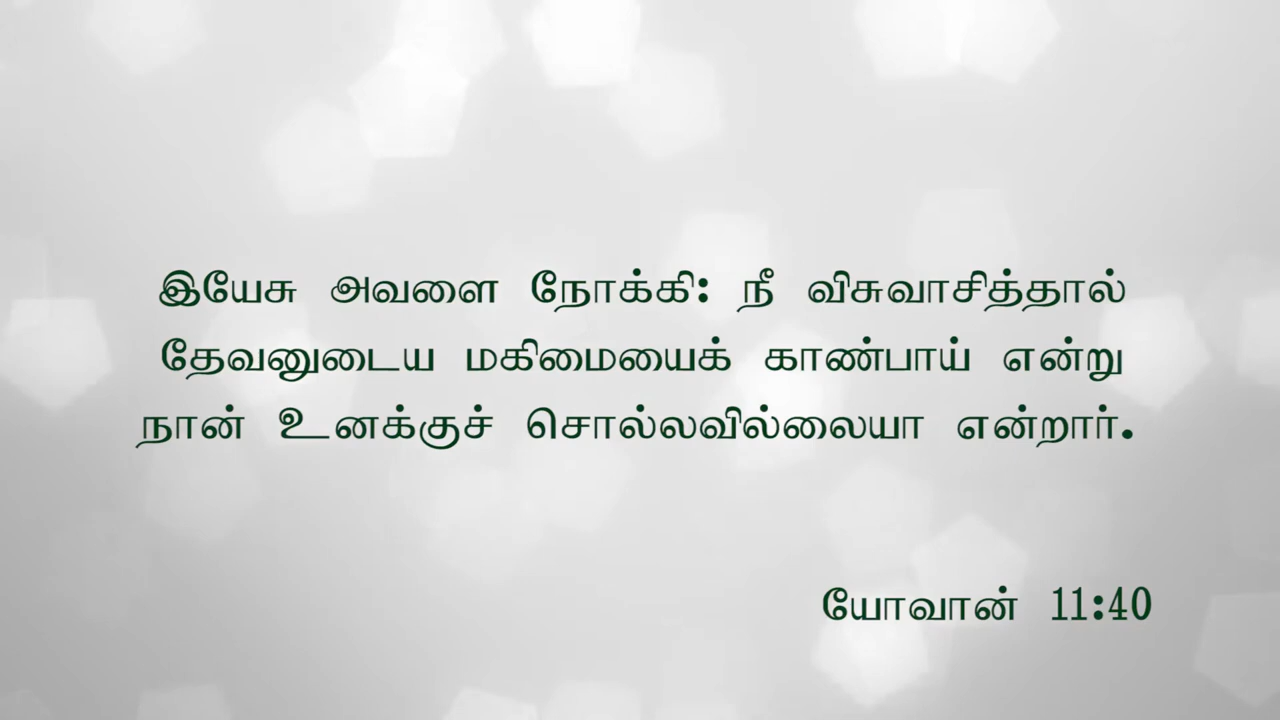 இயேசு அவளை நோக்கி: நீ விசுவாசித்தால்
தேவனுடைய மகிமையைக் காண்பாய் என்று
நான் உனக்குச் சொல்லவில்லையா என்றார்.
யோவான் 11:40